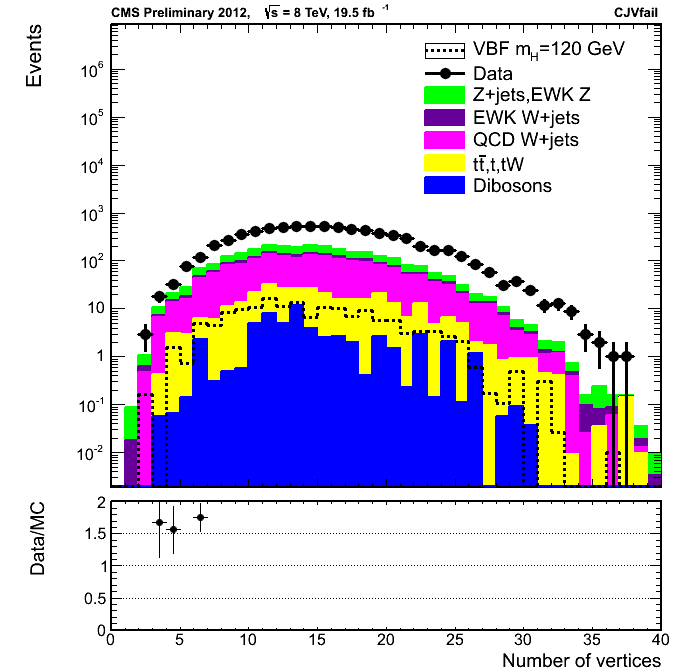 CMS Preliminary 2012, √s = 8 TeV, 19.5 fb⁻¹ CJVfail
Events
10⁶
10⁵
10⁴
10³
10²
10
1
10⁻¹
10⁻²
VBF m_H=120 GeV
Data
Z+jets,EWK Z
EWK W+jets
QCD W+jets
tt̄,t,tW
Dibosons
Data/MC
2
1.5
1
0.5
0
0 5 10 15 20 25 30 35 40
Number of vertices